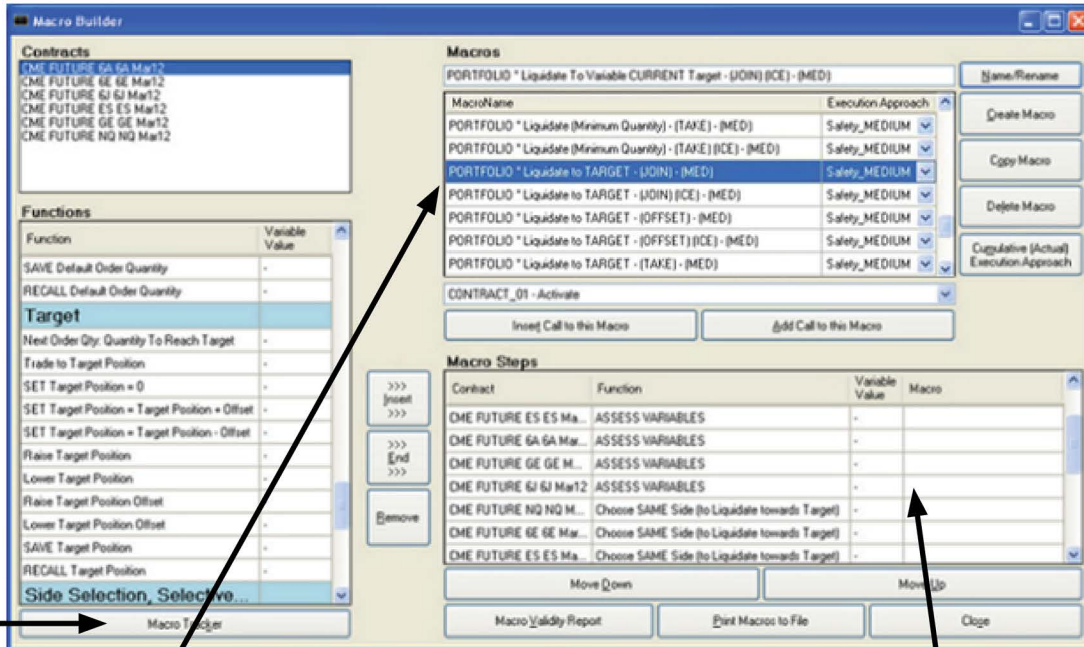 Macro Builder
Contracts
CME FUTURE 6A 6A Mar12
CME FUTURE 6E 6E Mar12
CME FUTURE 6J 6J Mar12
CME FUTURE ES ES Mar12
CME FUTURE GE GE Mar12
CME FUTURE NQ NQ Mar12
Functions
Function Variable Value
SAVE Default Order Quantity -
RECALL Default Order Quantity -
Target
Next Order Qty: Quantity To Reach Target -
Trade to Target Position -
SET Target Position = 0 -
SET Target Position = Target Position + Offset -
SET Target Position = Target Position - Offset -
Raise Target Position -
Lower Target Position -
Raise Target Position Offset -
Lower Target Position Offset -
SAVE Target Position -
RECALL Target Position -
Side Selection, Selective...
Macro Tracker
>>> Insert >>>
>>> End >>>
Remove
Macros
PORTFOLIO * Liquidate To Variable CURRENT Target - (JOIN) (ICE) - (MED)
MacroName Execution Approach
PORTFOLIO * Liquidate (Minimum Quantity) - (TAKE) - (MED) Safety_MEDIUM
PORTFOLIO * Liquidate (Minimum Quantity) - (TAKE) (ICE) - (MED) Safety_MEDIUM
PORTFOLIO * Liquidate to TARGET - (JOIN) - (MED) Safety_MEDIUM
PORTFOLIO * Liquidate to TARGET - (JOIN) (ICE) - (MED) Safety_MEDIUM
PORTFOLIO * Liquidate to TARGET - (OFFSET) - (MED) Safety_MEDIUM
PORTFOLIO * Liquidate to TARGET - (OFFSET) (ICE) - (MED) Safety_MEDIUM
PORTFOLIO * Liquidate to TARGET - (TAKE) - (MED) Safety_MEDIUM
CONTRACT_01 - Activate
Insert Call to this Macro Add Call to this Macro
Name/Rename
Create Macro
Copy Macro
Delete Macro
Cumulative (Actual) Execution Approach
Macro Steps
Contract Function Variable Value Macro
CME FUTURE ES ES Ma... ASSESS VARIABLES -
CME FUTURE 6A 6A Mar... ASSESS VARIABLES -
CME FUTURE GE GE M... ASSESS VARIABLES -
CME FUTURE 6J 6J Mar12 ASSESS VARIABLES -
CME FUTURE NQ NQ M... Choose SAME Side (to Liquidate towards Target) -
CME FUTURE 6E 6E Mar... Choose SAME Side (to Liquidate towards Target) -
CME FUTURE ES ES Ma... Choose SAME Side (to Liquidate towards Target) -
Move Down Move Up
Macro Validity Report Print Macros to File Close